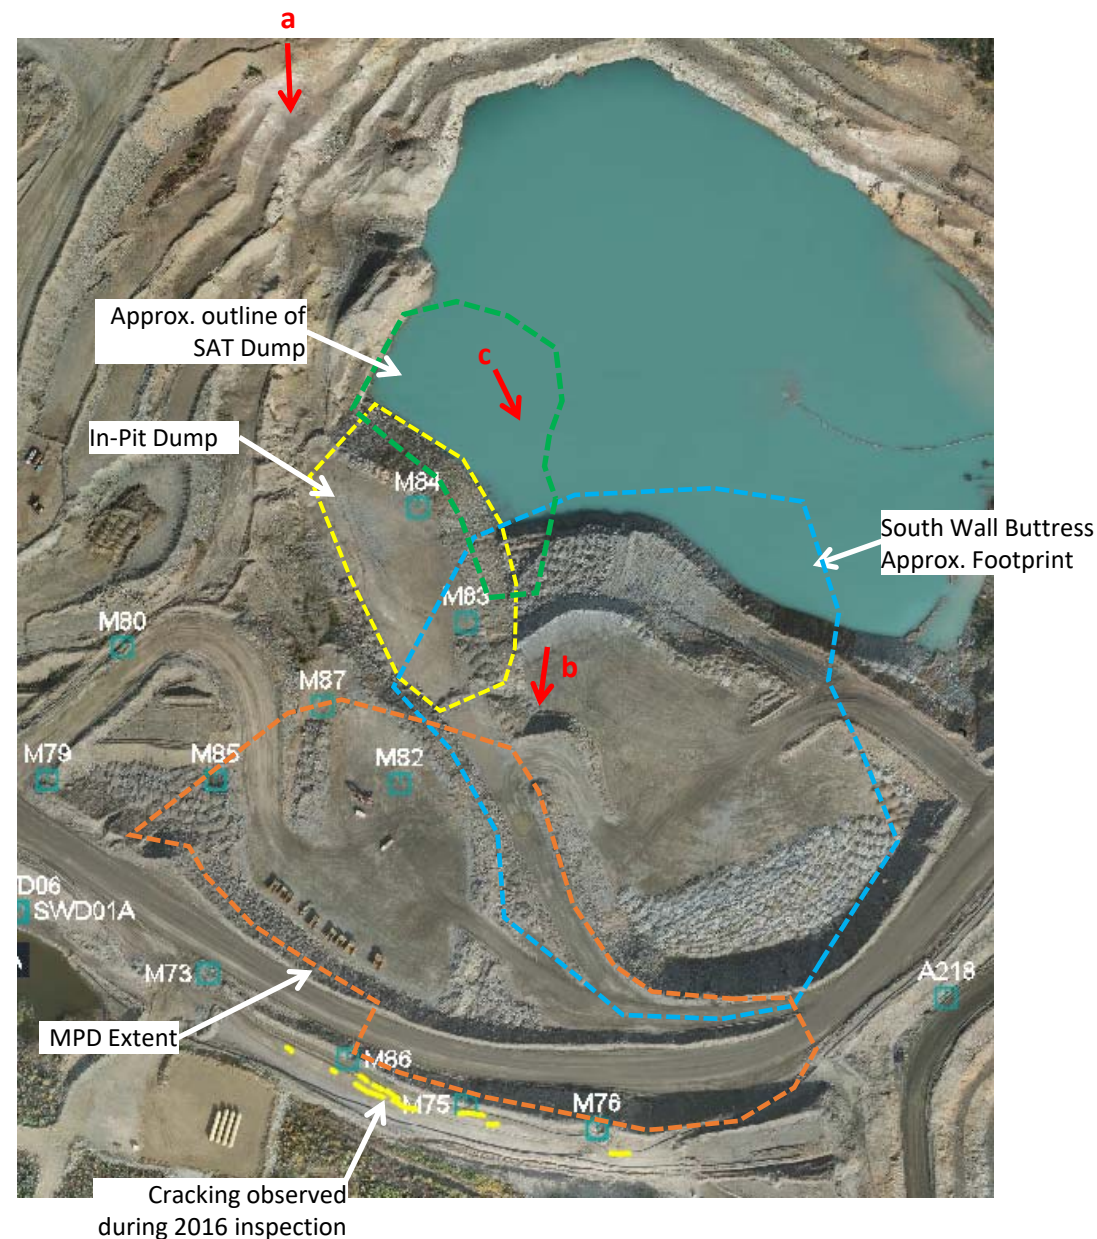 a
Approx. outline of
SAT Dump
c
In-Pit Dump
M84
South Wall Buttress
Approx. Footprint
M83
M80
b
M87
M79
M85
M82
D06
SWD01A
A
M73
A218
MPD Extent
M86
M75
M76
Cracking observed
during 2016 inspection